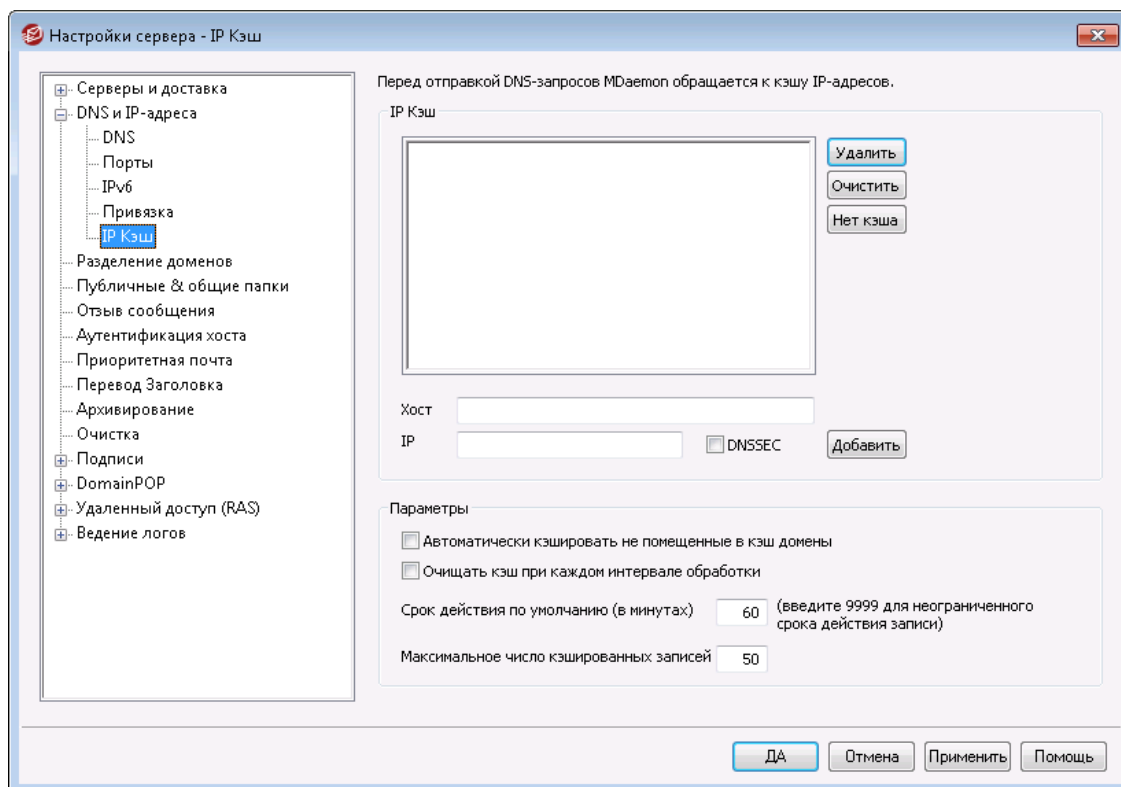 Настройки сервера - IP Кэш
Серверы и доставка
DNS и IP-адреса
DNS
Порты
IPv6
Привязка
IP Кэш
Разделение доменов
Публичные & общие папки
Отзыв сообщения
Аутентификация хоста
Приоритетная почта
Перевод Заголовка
Архивирование
Очистка
Подписи
DomainPOP
Удаленный доступ (RAS)
Ведение логов
Перед отправкой DNS-запросов MDaemon обращается к кэшу IP-адресов.
IP Кэш
Удалить
Очистить
Нет кэша
Хост
IP
DNSSEC
Добавить
Параметры
Автоматически кэшировать не помещенные в кэш домены
Очищать кэш при каждом интервале обработки
Срок действия по умолчанию (в минутах) 60 (введите 9999 для неограниченного
срока действия записи)
Максимальное число кэшированных записей 50
ДА
Отмена
Применить
Помощь